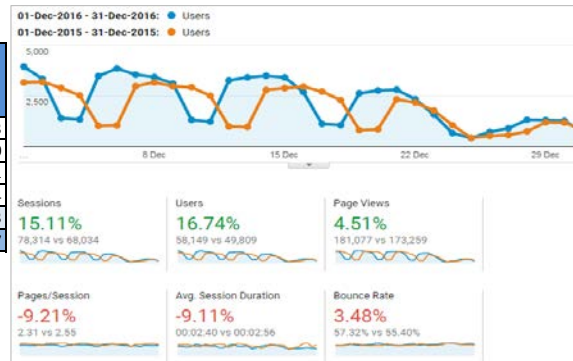 01-Dec-2016 - 31-Dec-2016: Users
01-Dec-2015 - 31-Dec-2015: Users
5,000
2,500
...
8 Dec
15 Dec
22 Dec
29 Dec
Sessions
Users
Page Views
15.11%
16.74%
4.51%
78,314 vs 68,034
58,149 vs 49,809
181,077 vs 173,259
Pages/Session
Avg. Session Duration
Bounce Rate
-9.21%
-9.11%
3.48%
2.31 vs 2.55
00:02:40 vs 00:02:56
57.32% vs 55.40%